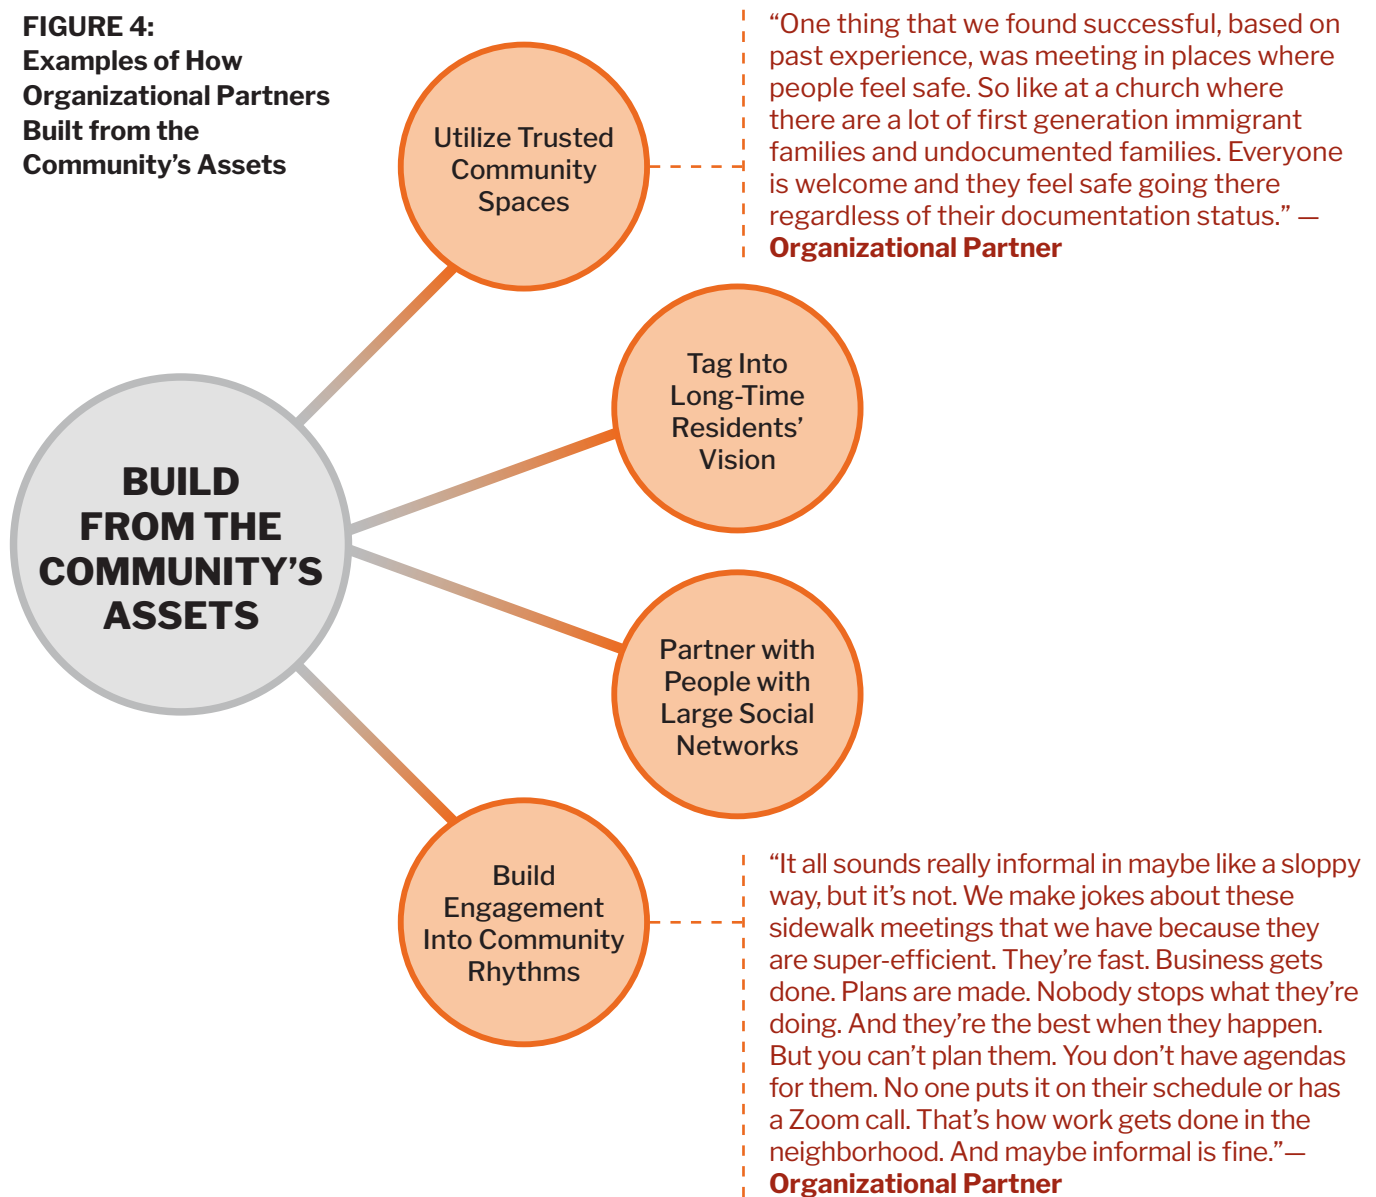 FIGURE 4:
Examples of How
Organizational Partners
Built from the
Community’s Assets
Utilize Trusted
Community
Spaces
“One thing that we found successful, based on
past experience, was meeting in places where
people feel safe. So like at a church where
there are a lot of first generation immigrant
families and undocumented families. Everyone
is welcome and they feel safe going there
regardless of their documentation status.” —
Organizational Partner
Tag Into
Long-Time
Residents’
Vision
BUILD
FROM THE
COMMUNITY’S
ASSETS
Partner with
People with
Large Social
Networks
Build
Engagement
Into Community
Rhythms
“It all sounds really informal in maybe like a sloppy
way, but it’s not. We make jokes about these
sidewalk meetings that we have because they
are super-efficient. They’re fast. Business gets
done. Plans are made. Nobody stops what they’re
doing. And they’re the best when they happen.
But you can’t plan them. You don’t have agendas
for them. No one puts it on their schedule or has
a Zoom call. That’s how work gets done in the
neighborhood. And maybe informal is fine.”—
Organizational Partner